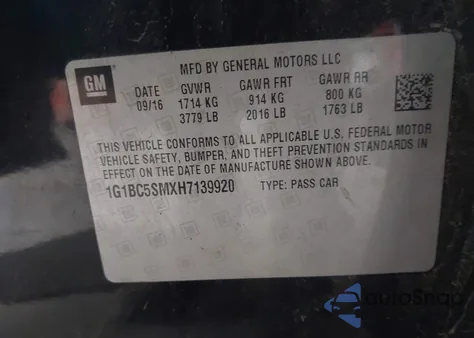 GM
MFD BY GENERAL MOTORS LLC
DATE GVWR GAWR FRT GAWR RR
09/16 1714 KG 914 KG 800 KG
3779 LB 2016 LB 1763 LB
THIS VEHICLE CONFORMS TO ALL APPLICABLE U.S. FEDERAL MOTOR
VEHICLE SAFETY, BUMPER, AND THEFT PREVENTION STANDARDS IN
EFFECT ON THE DATE OF MANUFACTURE SHOWN ABOVE.
1G1BC5SMXH7139920 TYPE: PASS CAR
autoSnap